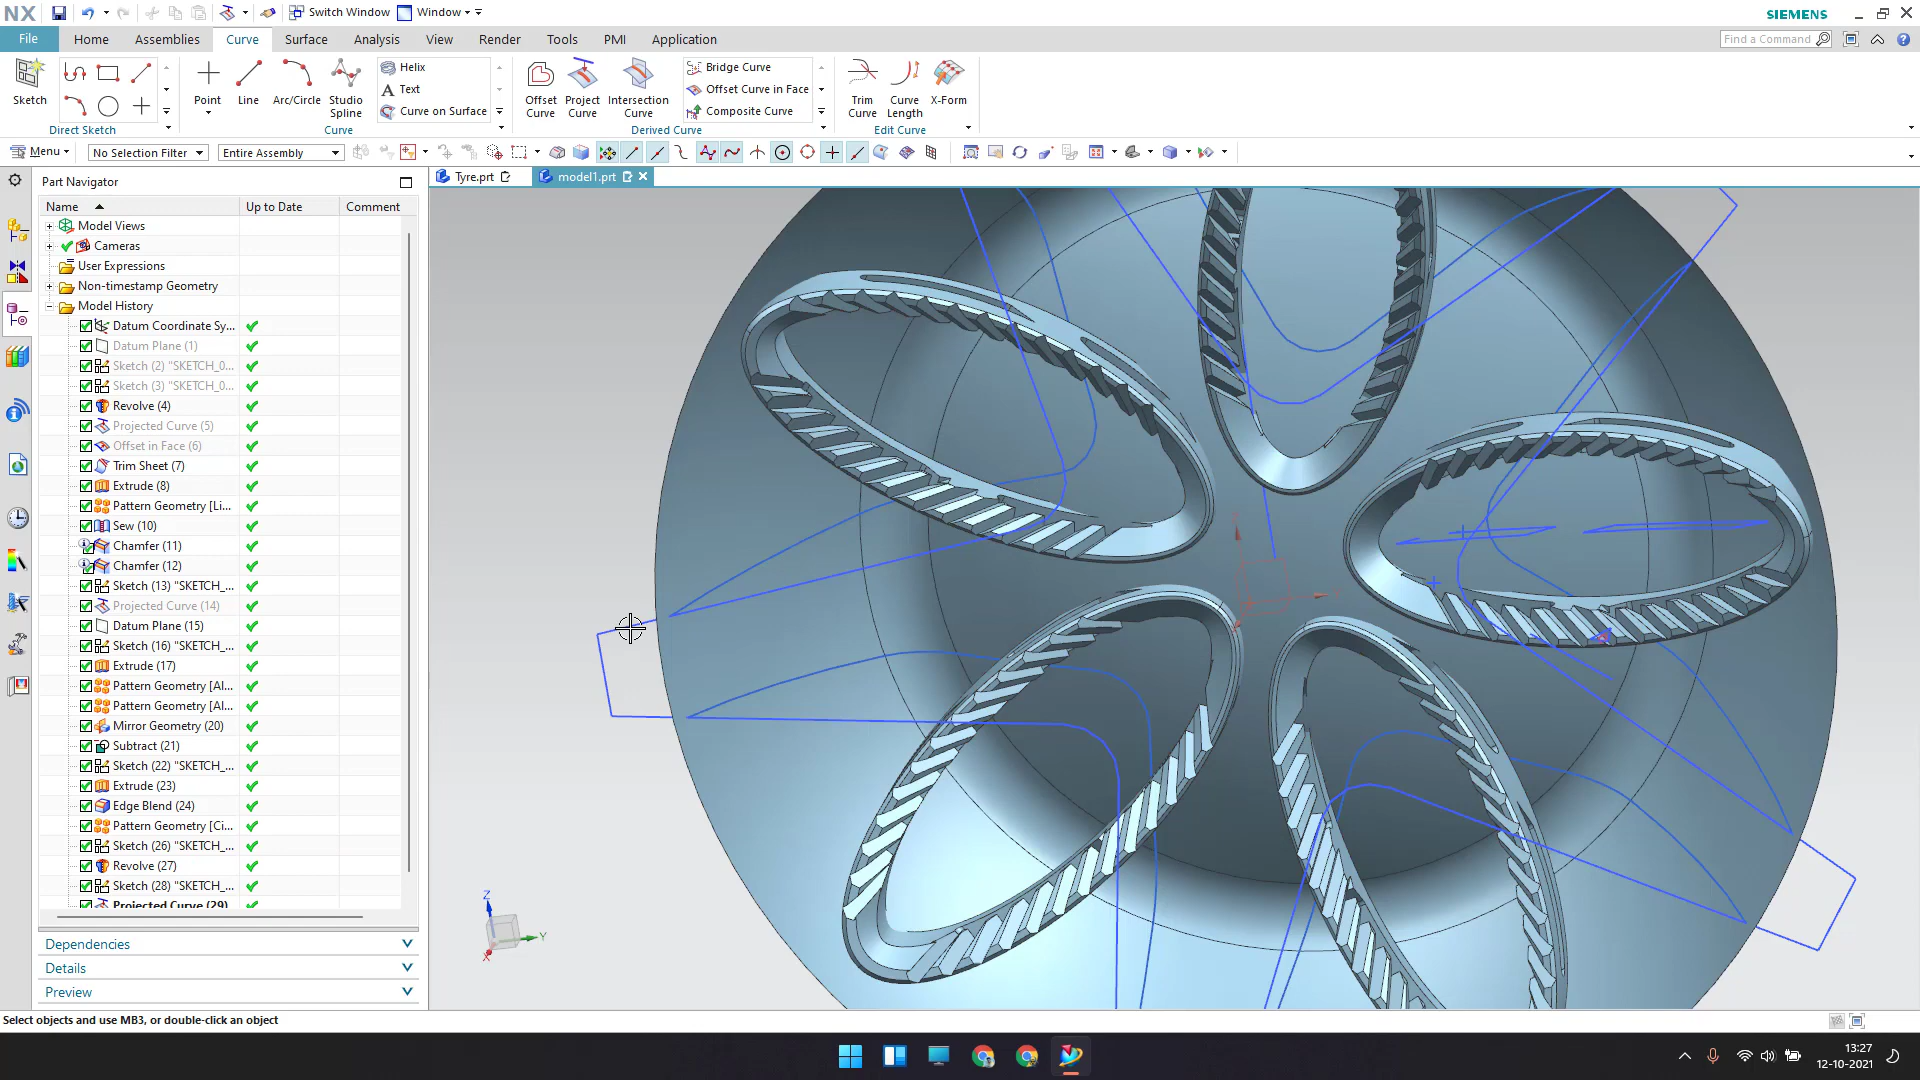 NX
Switch Window
Window
SIEMENS
File
Home
Assemblies
Curve
Surface
Analysis
View
Render
Tools
PMI
Application
Find a Command
Sketch
Point
Line
Arc/Circle
Studio Spline
Helix
Text
Curve on Surface
Offset Curve
Project Curve
Intersection Curve
Bridge Curve
Offset Curve in Face
Composite Curve
Trim Curve
Curve Length
X-Form
Direct Sketch
Curve
Derived Curve
Edit Curve
Menu
No Selection Filter
Entire Assembly
Part Navigator
Tyre.prt
model1.prt
Name
Up to Date
Comment
Model Views
Cameras
User Expressions
Non-timestamp Geometry
Model History
Datum Coordinate Sy...
Datum Plane (1)
Sketch (2) "SKETCH_0...
Sketch (3) "SKETCH_0...
Revolve (4)
Projected Curve (5)
Offset in Face (6)
Trim Sheet (7)
Extrude (8)
Pattern Geometry [Li...
Sew (10)
Chamfer (11)
Chamfer (12)
Sketch (13) "SKETCH_...
Projected Curve (14)
Datum Plane (15)
Sketch (16) "SKETCH_...
Extrude (17)
Pattern Geometry [Al...
Pattern Geometry [Al...
Mirror Geometry (20)
Subtract (21)
Sketch (22) "SKETCH_...
Extrude (23)
Edge Blend (24)
Pattern Geometry [Ci...
Sketch (26) "SKETCH_...
Revolve (27)
Sketch (28) "SKETCH_...
Projected Curve (29)
Dependencies
Details
Preview
Z
Y
X
Select objects and use MB3, or double-click an object
13:27
12-10-2021